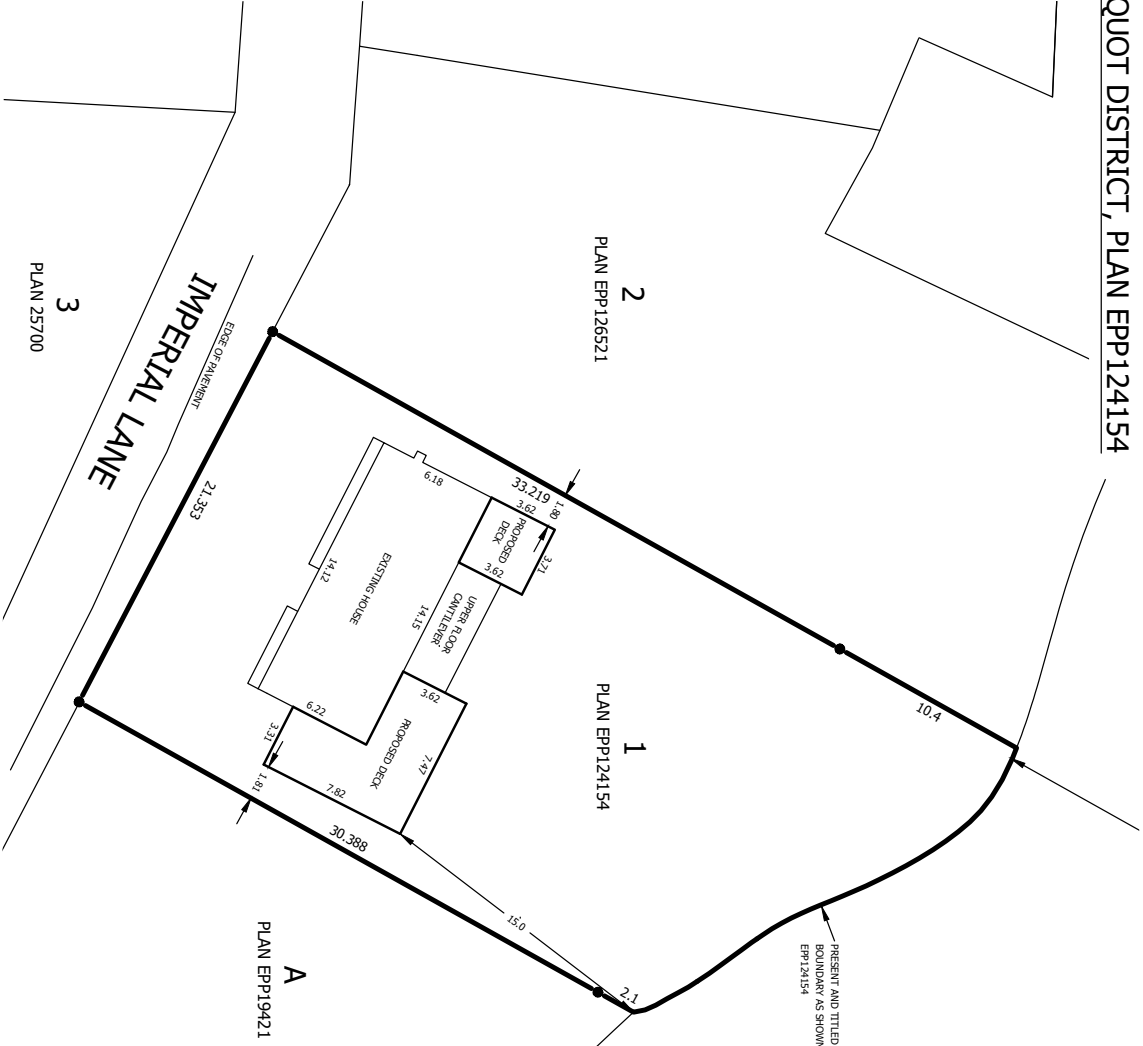 QUOT DISTRICT, PLAN EPP124154
2
PLAN EPP126521
3
PLAN 25700
IMPERIAL LANE
EDGE OF PAVEMENT
21.353
33.219
10.4
1.80
6.18
3.62
PROPOSED
DECK
3.71
3.62
UPPER FLOOR
CANTILEVER
EXISTING HOUSE
14.12
14.15
3.62
PROPOSED DECK
7.47
6.22
3.31
1.81
7.82
30.388
15.0
2.1
1
PLAN EPP124154
PRESENT AND TITLED
BOUNDARY AS SHOWN
EPP124154
A
PLAN EPP19421